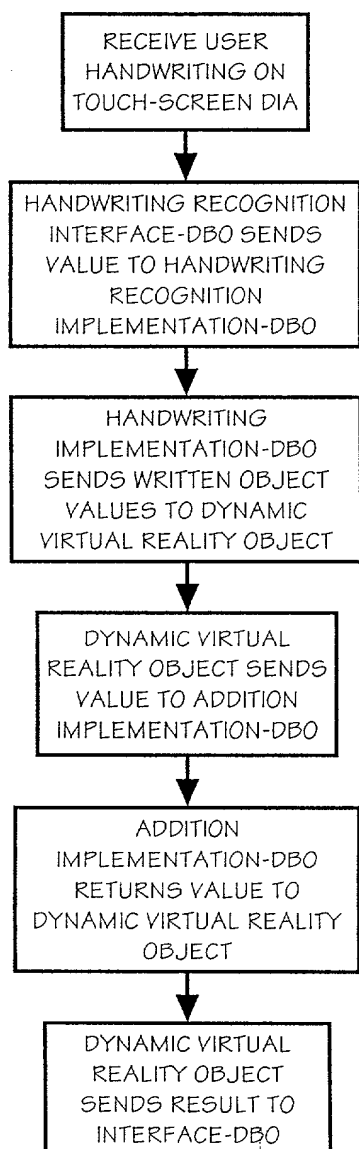 RECEIVE USER
HANDWRITING ON
TOUCH-SCREEN DIA
HANDWRITING RECOGNITION
INTERFACE-DBO SENDS
VALUE TO HANDWRITING
RECOGNITION
IMPLEMENTATION-DBO
HANDWRITING
IMPLEMENTATION-DBO
SENDS WRITTEN OBJECT
VALUES TO DYNAMIC
VIRTUAL REALITY OBJECT
DYNAMIC VIRTUAL
REALITY OBJECT SENDS
VALUE TO ADDITION
IMPLEMENTATION-DBO
ADDITION
IMPLEMENTATION-DBO
RETURNS VALUE TO
DYNAMIC VIRTUAL REALITY
OBJECT
DYNAMIC VIRTUAL
REALITY OBJECT
SENDS RESULT TO
INTERFACE-DBO